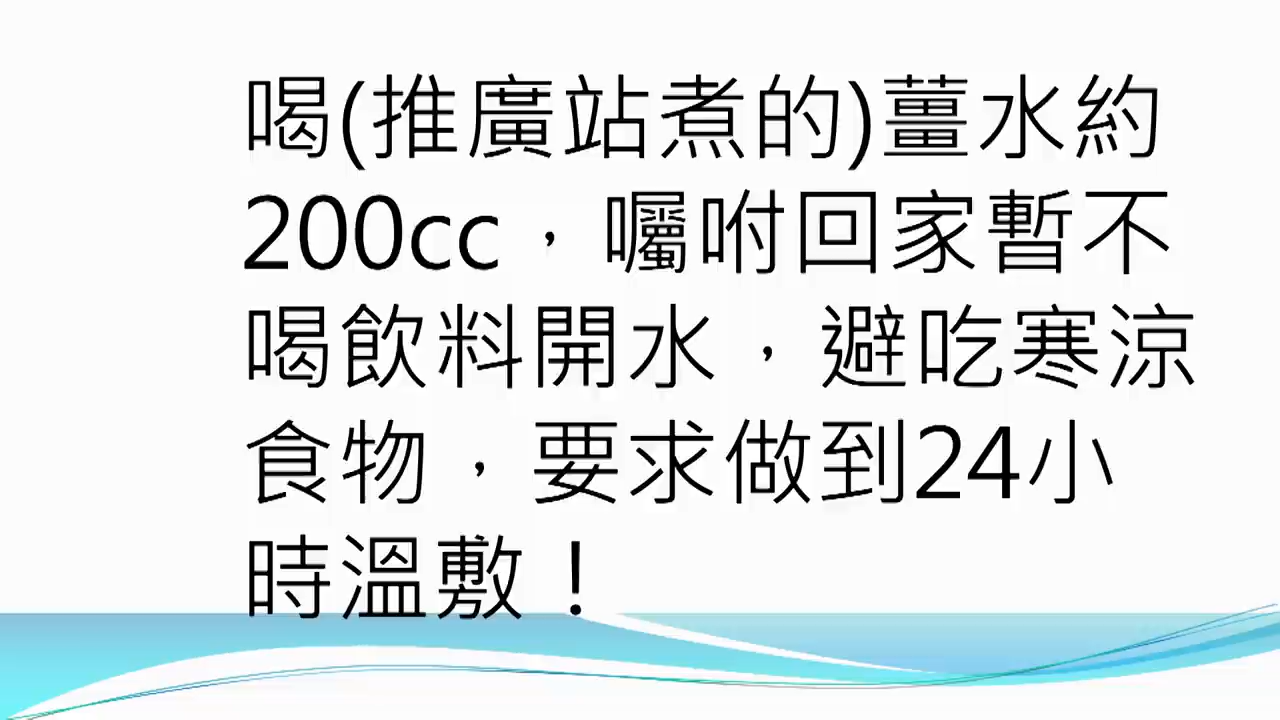 喝(推廣站煮的)薑水約
200cc，囑咐回家暫不
喝飲料開水，避吃寒涼
食物，要求做到24小
時溫敷！